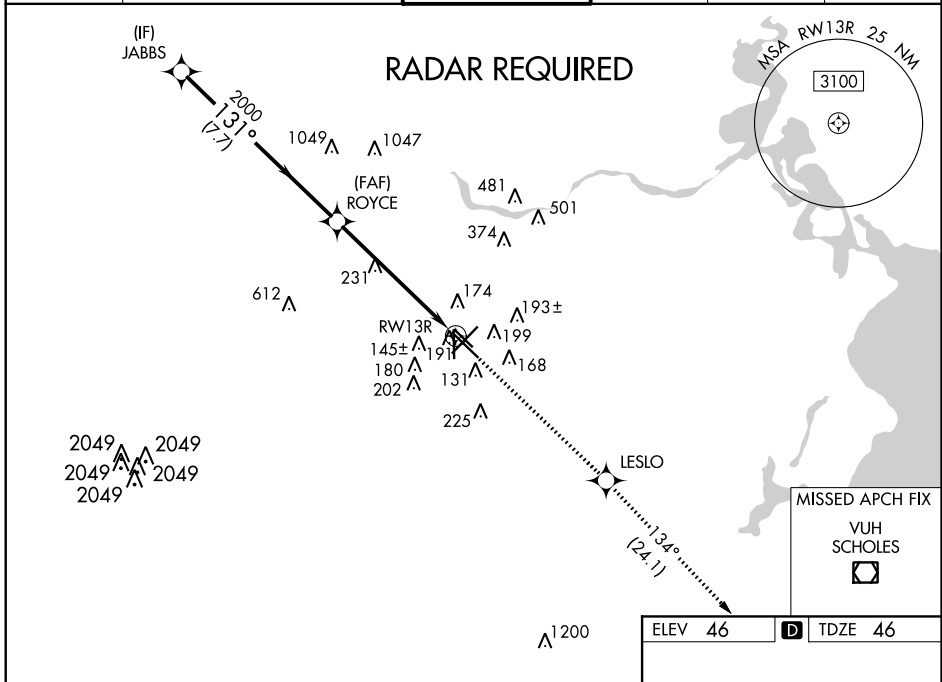 (IF)
JABBS
RADAR REQUIRED
MSA RW13R 25 NM
3100
2000
131°
(7.7)
1049
1047
(FAF)
ROYCE
481
501
374
231
612
174
193±
RW13R
199
145±
191
168
180
131
202
225
2049
2049
2049
2049
2049
LESLO
134°
(24.1)
MISSED APCH FIX
VUH
SCHOLES
1200
ELEV 46
D
TDZE 46